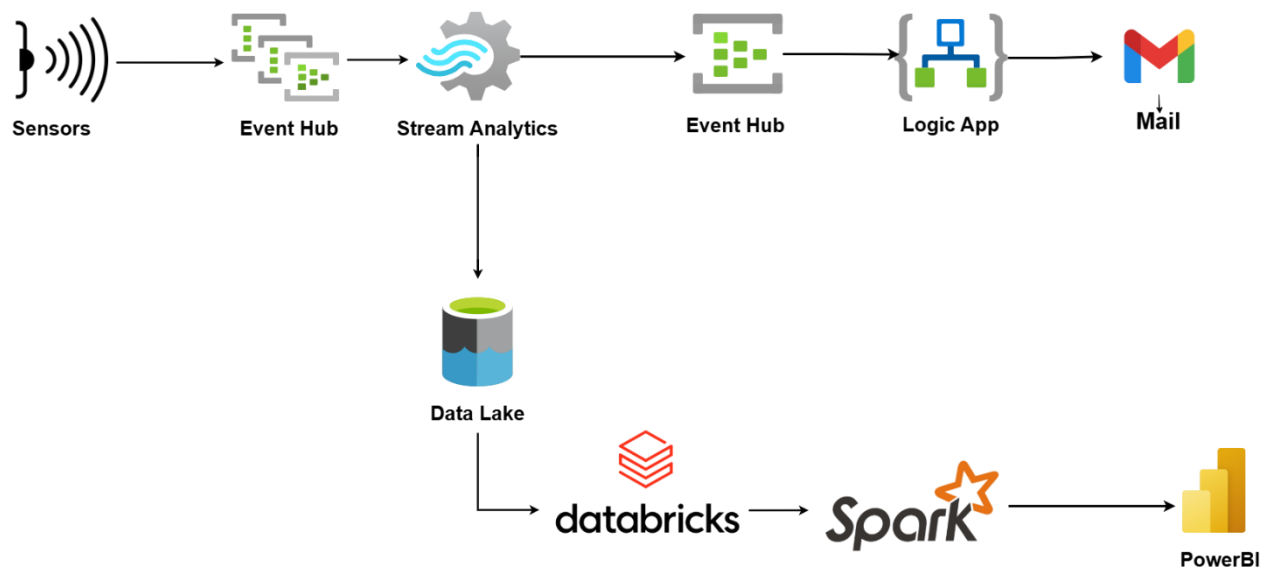 Sensors
Event Hub
Stream Analytics
Event Hub
Logic App
Mail
Data Lake
databricks
Spark
PowerBI